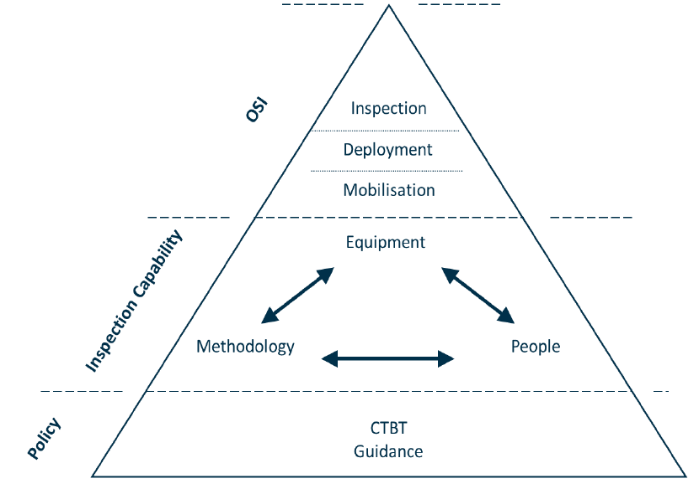 OSI
Inspection
Deployment
Mobilisation
Inspection Capability
Equipment
Methodology
People
Policy
CTBT
Guidance